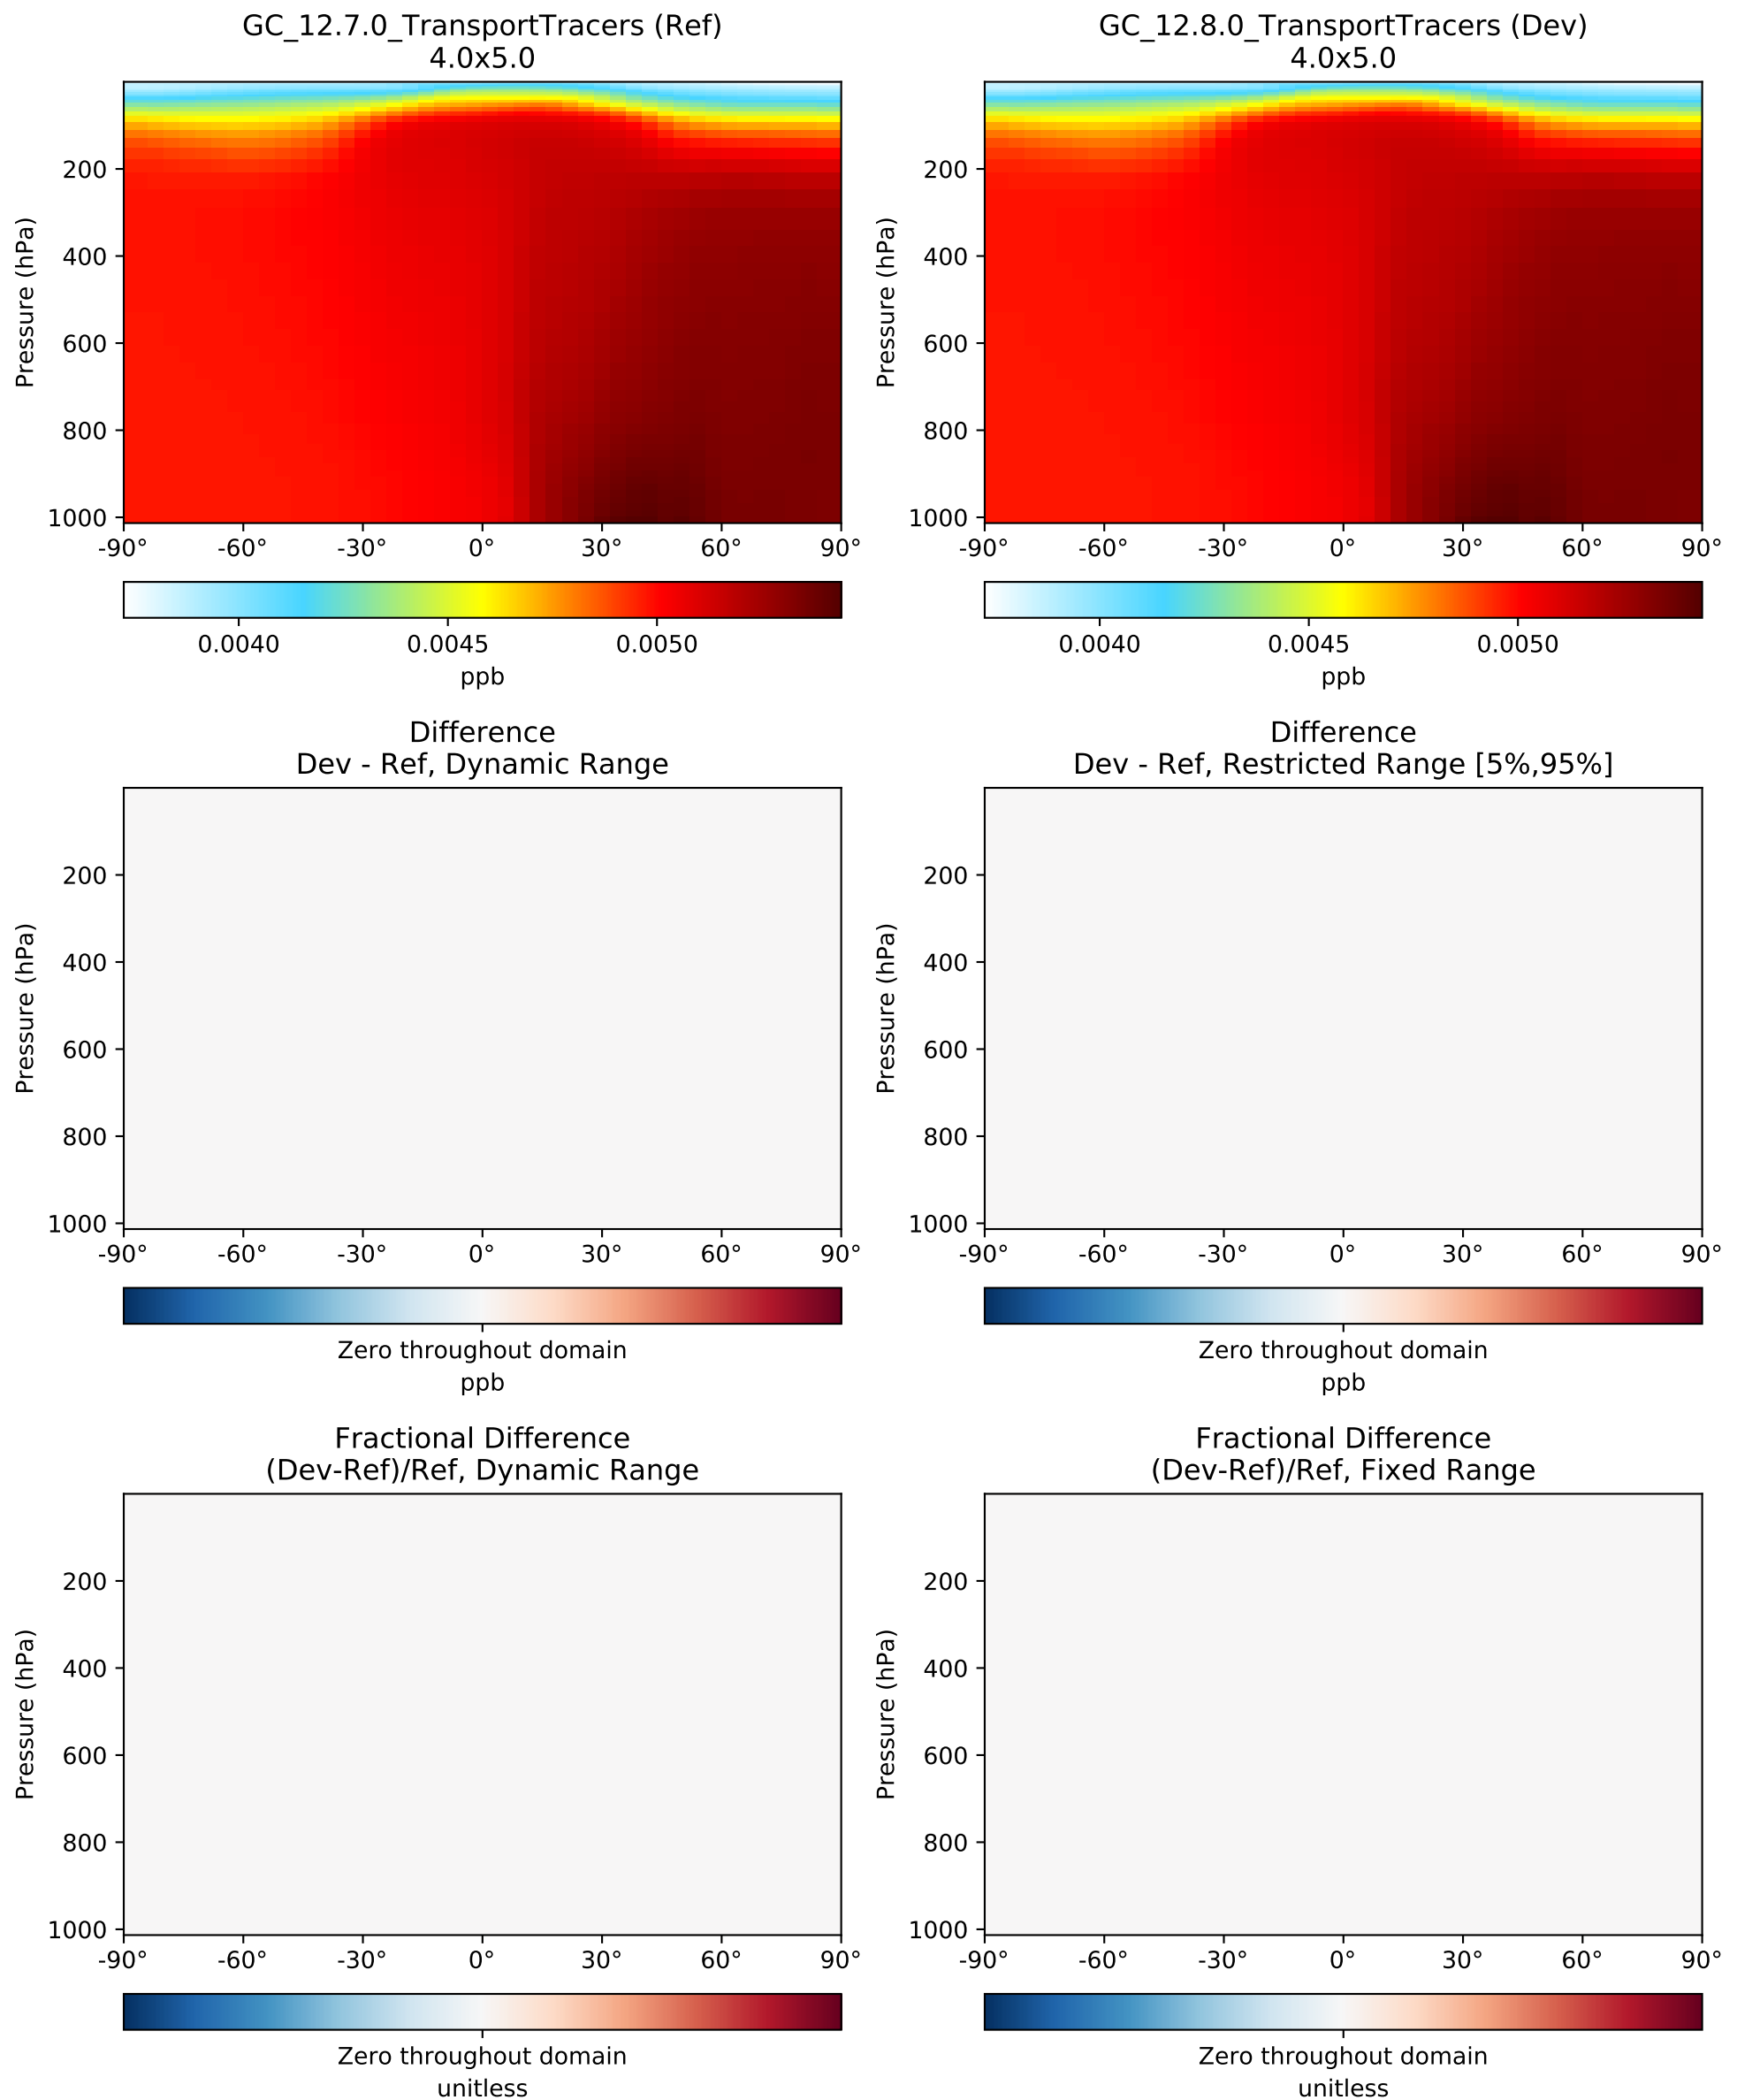 GC_12.7.0_TransportTracers (Ref)
4.0x5.0
Pressure (hPa)
200
400
600
800
1000
-90° -60° -30° 0° 30° 60° 90°
0.0040 0.0045 0.0050
ppb
GC_12.8.0_TransportTracers (Dev)
4.0x5.0
Pressure (hPa)
200
400
600
800
1000
-90° -60° -30° 0° 30° 60° 90°
0.0040 0.0045 0.0050
ppb
Difference
Dev - Ref, Dynamic Range
Pressure (hPa)
200
400
600
800
1000
-90° -60° -30° 0° 30° 60° 90°
Zero throughout domain
ppb
Difference
Dev - Ref, Restricted Range [5%,95%]
Pressure (hPa)
200
400
600
800
1000
-90° -60° -30° 0° 30° 60° 90°
Zero throughout domain
ppb
Fractional Difference
(Dev-Ref)/Ref, Dynamic Range
Pressure (hPa)
200
400
600
800
1000
-90° -60° -30° 0° 30° 60° 90°
Zero throughout domain
unitless
Fractional Difference
(Dev-Ref)/Ref, Fixed Range
Pressure (hPa)
200
400
600
800
1000
-90° -60° -30° 0° 30° 60° 90°
Zero throughout domain
unitless